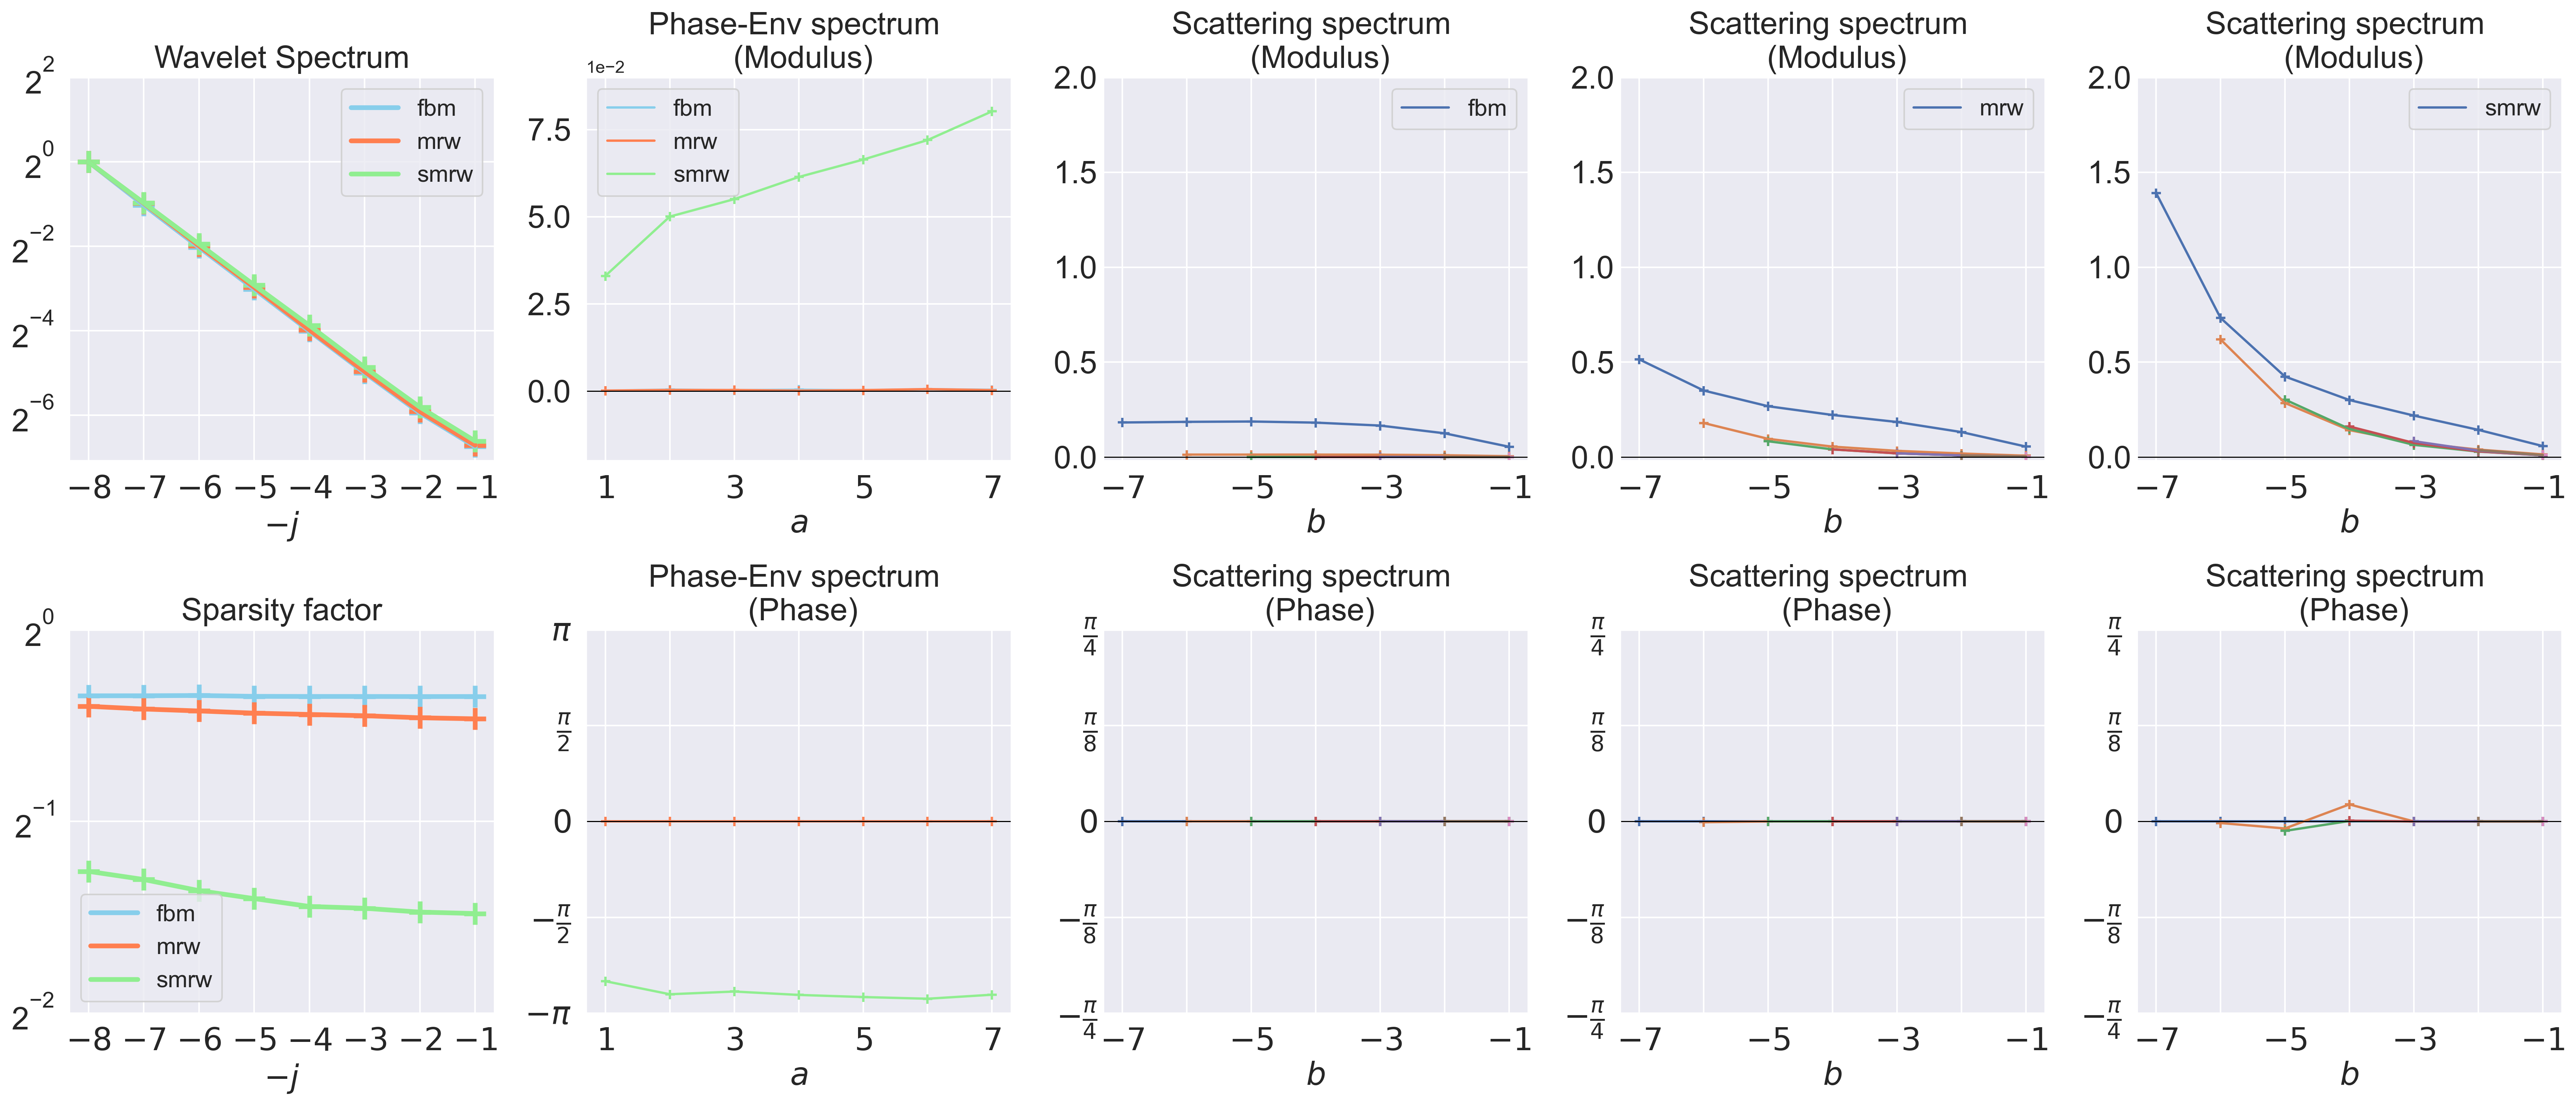 Wavelet Spectrum
2^2
2^0
2^−2
2^−4
2^−6
fbm
mrw
smrw
−8 −7 −6 −5 −4 −3 −2 −1
−j
Phase-Env spectrum
(Modulus)
1e−2
7.5
5.0
2.5
0.0
fbm
mrw
smrw
1 3 5 7
a
Scattering spectrum
(Modulus)
2.0
1.5
1.0
0.5
0.0
fbm
−7 −5 −3 −1
b
Scattering spectrum
(Modulus)
2.0
1.5
1.0
0.5
0.0
mrw
−7 −5 −3 −1
b
Scattering spectrum
(Modulus)
2.0
1.5
1.0
0.5
0.0
smrw
−7 −5 −3 −1
b
Sparsity factor
2^0
2^−1
2^−2
fbm
mrw
smrw
−8 −7 −6 −5 −4 −3 −2 −1
−j
Phase-Env spectrum
(Phase)
π
π/2
0
−π/2
−π
1 3 5 7
a
Scattering spectrum
(Phase)
π/4
π/8
0
−π/8
−π/4
−7 −5 −3 −1
b
Scattering spectrum
(Phase)
π/4
π/8
0
−π/8
−π/4
−7 −5 −3 −1
b
Scattering spectrum
(Phase)
π/4
π/8
0
−π/8
−π/4
−7 −5 −3 −1
b